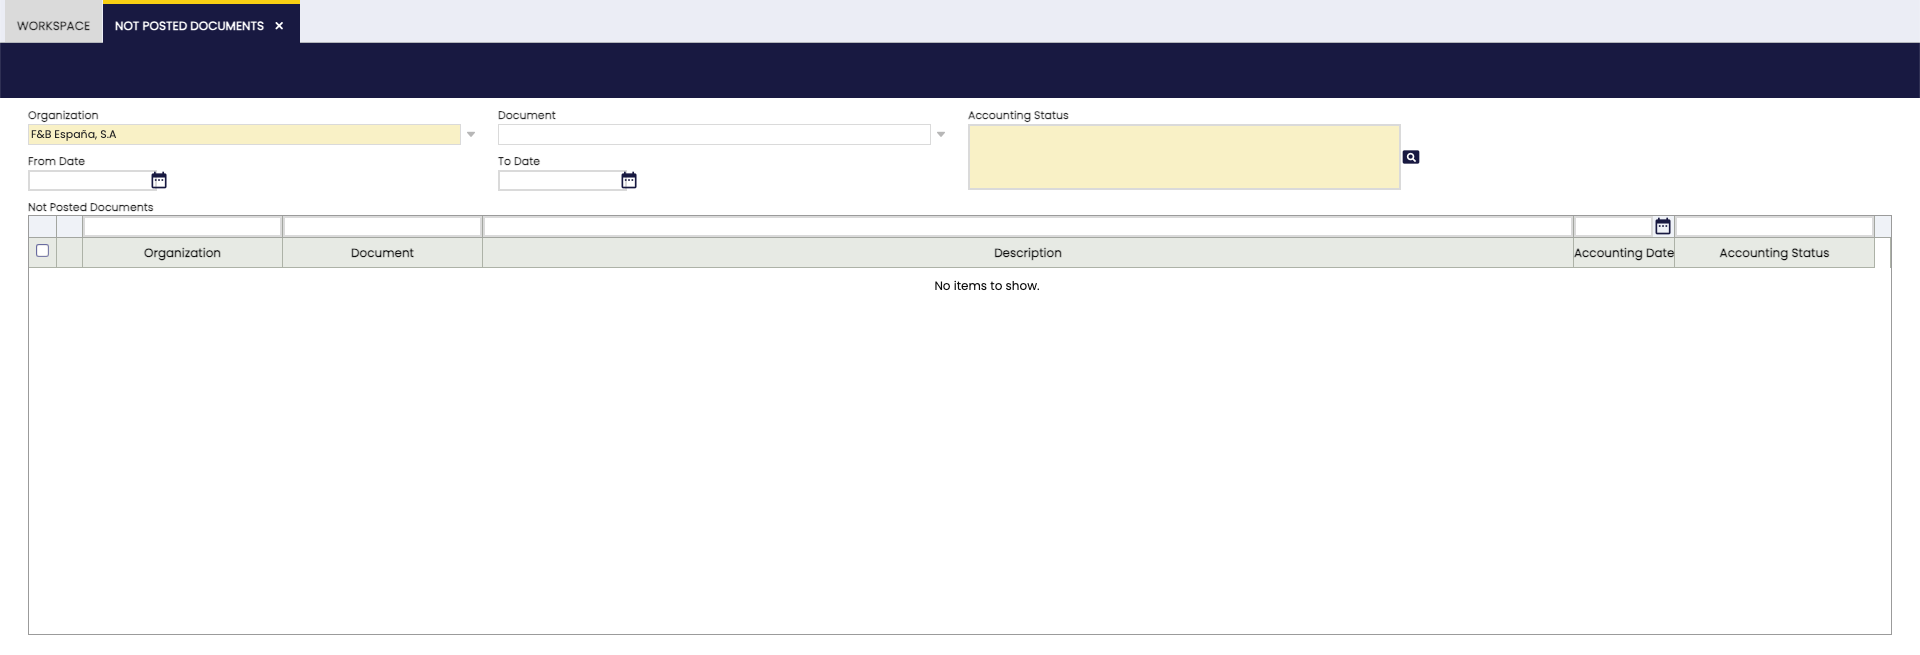 WORKSPACE
NOT POSTED DOCUMENTS ×
Organization
Document
Accounting Status
F&B España, S.A
From Date
To Date
Not Posted Documents
Organization
Document
Description
Accounting Date
Accounting Status
No items to show.